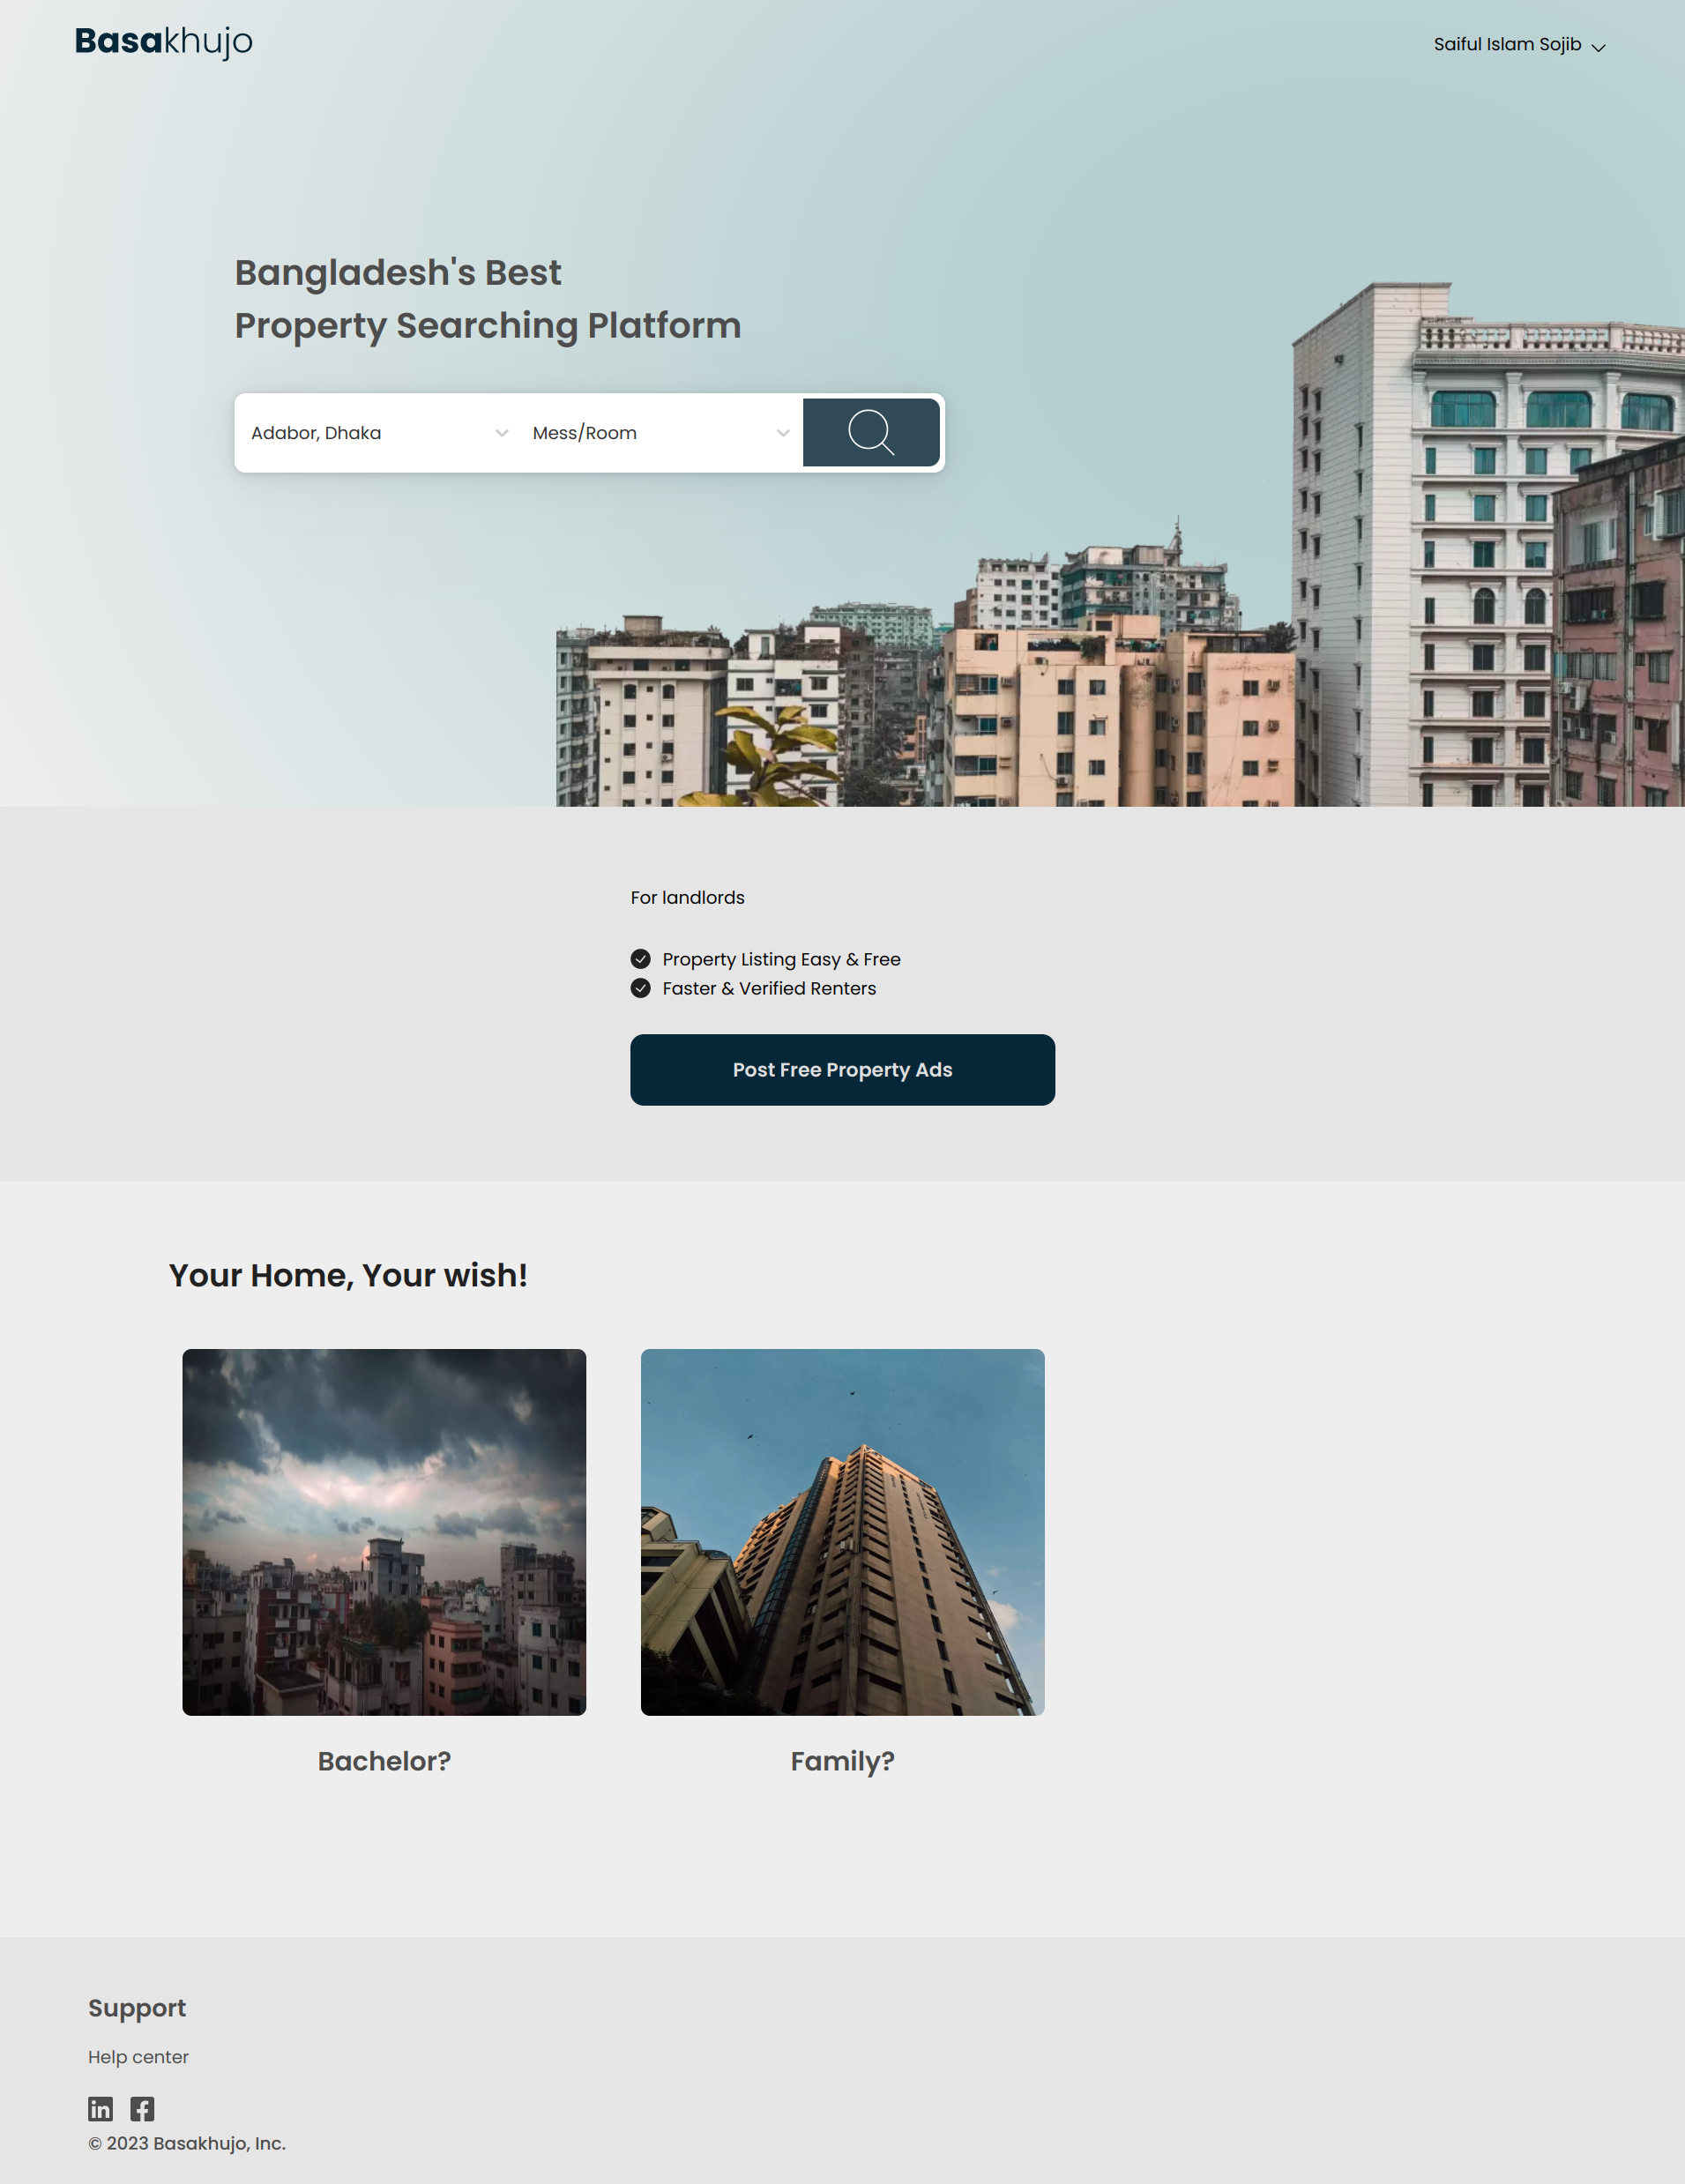 Basakhujo
Saiful Islam Sojib
Bangladesh's Best
Property Searching Platform
Adabor, Dhaka
Mess/Room
For landlords
Property Listing Easy & Free
Faster & Verified Renters
Post Free Property Ads
Your Home, Your wish!
Bachelor?
Family?
Support
Help center
© 2023 Basakhujo, Inc.